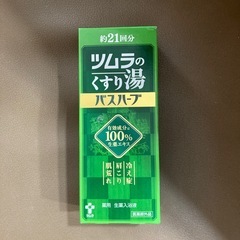 約21回分
ツムラの
くすり湯
バスハーブ
有効成分
100%
生薬エキス
冷え症
肩こり
肌荒れ
薬用 生薬入浴液
医薬部外品